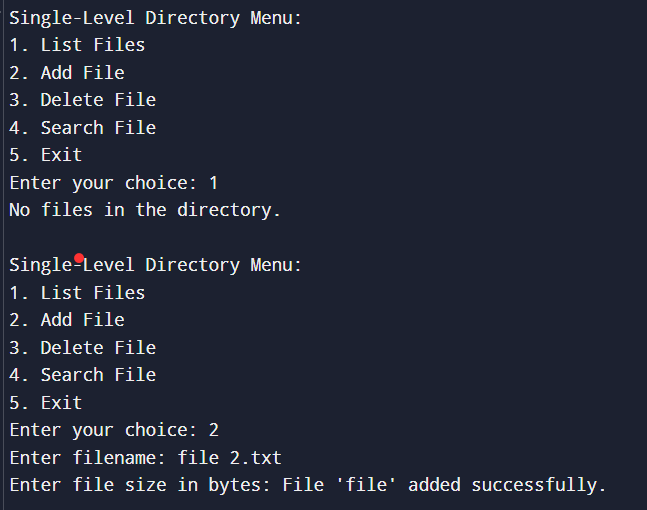 Single-Level Directory Menu:
1. List Files
2. Add File
3. Delete File
4. Search File
5. Exit
Enter your choice: 1
No files in the directory.
Single-Level Directory Menu:
1. List Files
2. Add File
3. Delete File
4. Search File
5. Exit
Enter your choice: 2
Enter filename: file 2.txt
Enter file size in bytes: File 'file' added successfully.